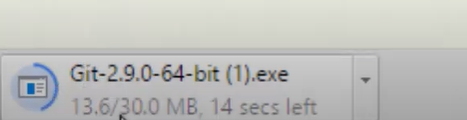 Git-2.9.0-64-bit (1).exe
13.6/30.0 MB, 14 secs left